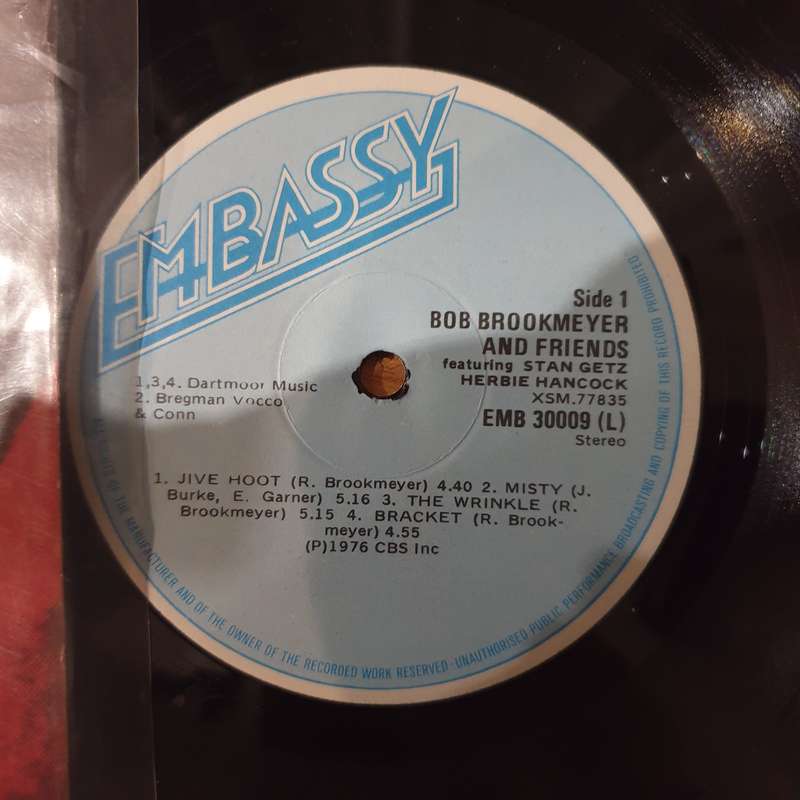 EMBASSY
Side 1
BOB BROOKMEYER
AND FRIENDS
featuring STAN GETZ
HERBIE HANCOCK
XSM.77835
EMB 30009 (L)
Stereo
1,3,4. Dartmoor Music
2. Bregman Vocco
& Conn
1. JIVE HOOT (R. Brookmeyer) 4.40 2. MISTY (J.
Burke, E. Garner) 5.16 3. THE WRINKLE (R.
Brookmeyer) 5.15 4. BRACKET (R. Brook-
meyer) 4.55
(P)1976 CBS Inc
RIGHTS OF THE MANUFACTURER AND OF THE OWNER OF THE RECORDED WORK RESERVED - UNAUTHORISED PUBLIC PERFORMANCE BROADCASTING AND COPYING OF THIS RECORD PROHIBITED